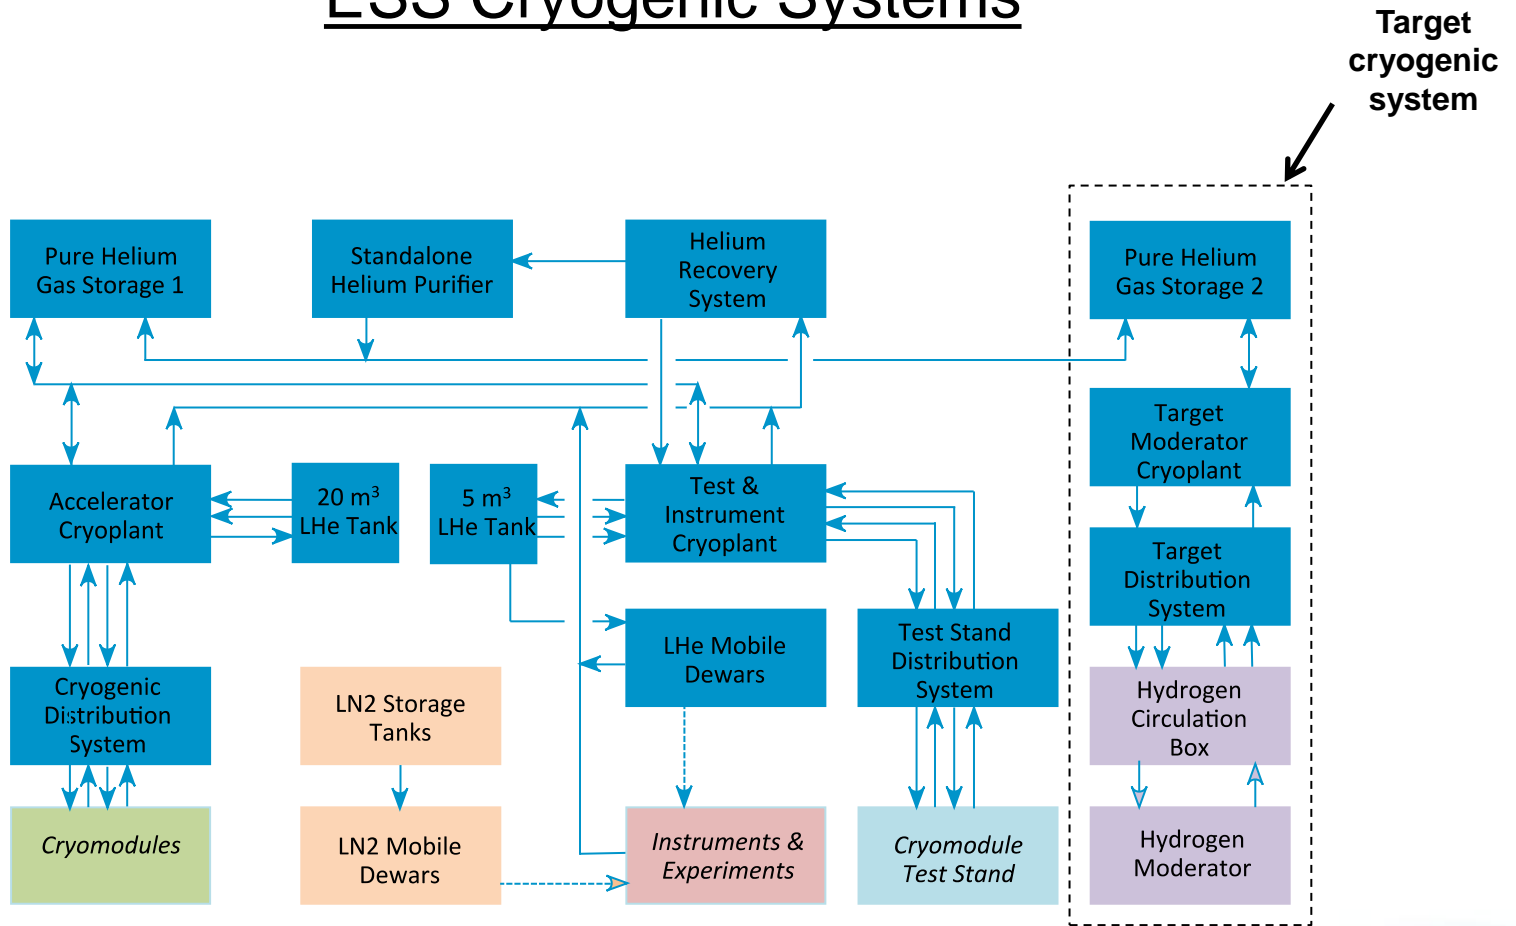 ESS Cryogenic Systems
Target
cryogenic
system
Pure Helium
Gas Storage 1
Standalone
Helium Purifier
Helium
Recovery
System
Pure Helium
Gas Storage 2
Target
Moderator
Cryoplant
Accelerator
Cryoplant
20 m³
LHe Tank
5 m³
LHe Tank
Test &
Instrument
Cryoplant
Target
Distribution
System
LHe Mobile
Dewars
Test Stand
Distribution
System
Cryogenic
Distribution
System
LN2 Storage
Tanks
Hydrogen
Circulation
Box
Cryomodules
LN2 Mobile
Dewars
Instruments &
Experiments
Cryomodule
Test Stand
Hydrogen
Moderator